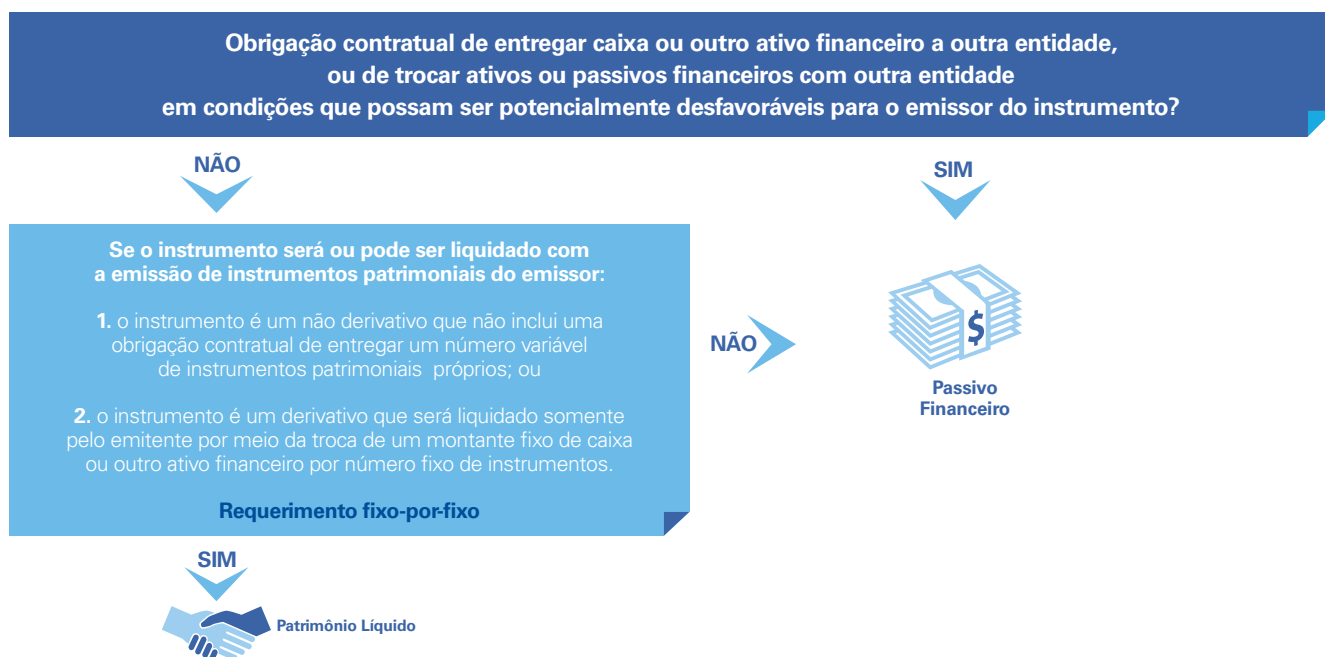 Obrigação contratual de entregar caixa ou outro ativo financeiro a outra entidade,
ou de trocar ativos ou passivos financeiros com outra entidade
em condições que possam ser potencialmente desfavoráveis para o emissor do instrumento?
NÃO
SIM
Se o instrumento será ou pode ser liquidado com
a emissão de instrumentos patrimoniais do emissor:
1. o instrumento é um não derivativo que não inclui uma
obrigação contratual de entregar um número variável
de instrumentos patrimoniais próprios; ou
2. o instrumento é um derivativo que será liquidado somente
pelo emitente por meio da troca de um montante fixo de caixa
ou outro ativo financeiro por número fixo de instrumentos.
Requerimento fixo-por-fixo
NÃO
$
Passivo
Financeiro
SIM
Patrimônio Líquido